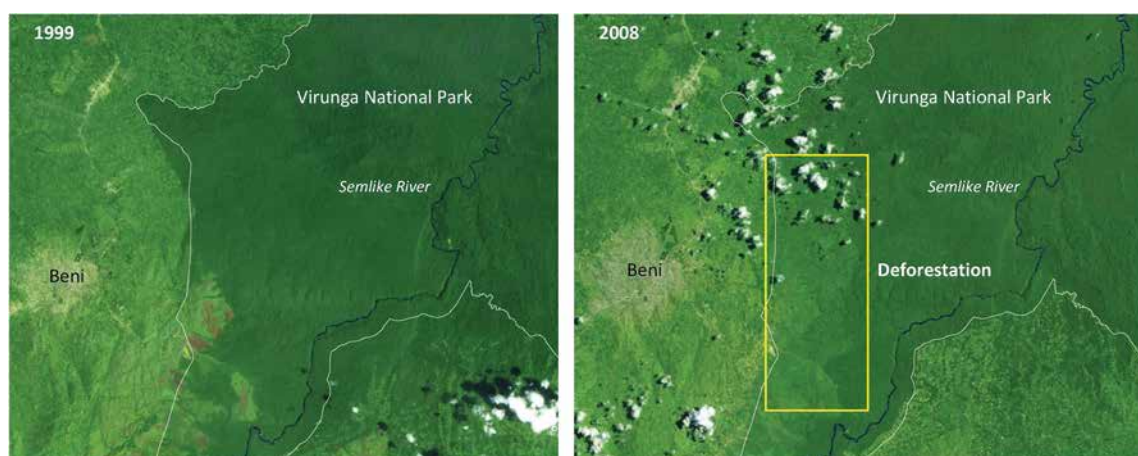 1999
Virunga National Park
Semlike River
Beni
2008
Virunga National Park
Semlike River
Beni
Deforestation